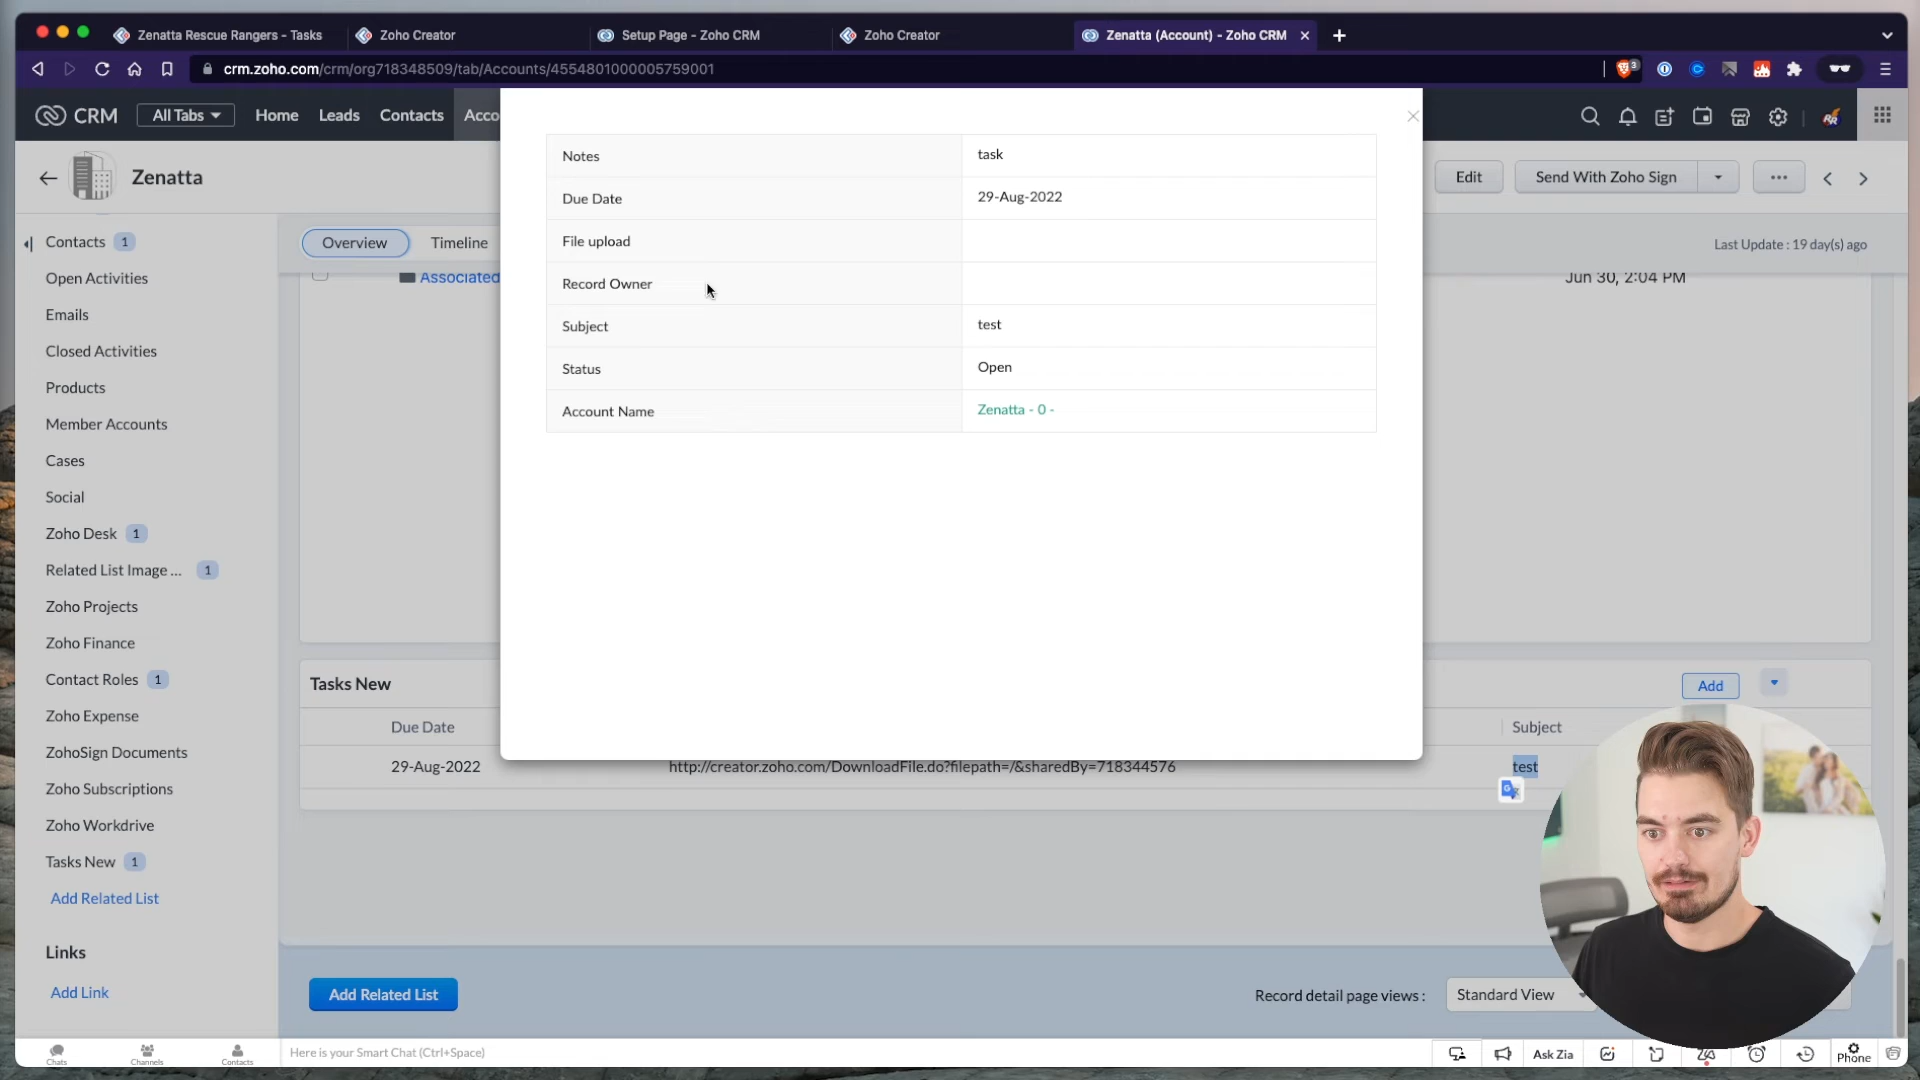 Zenatta Rescue Rangers - Tasks
Zoho Creator
Setup Page - Zoho CRM
Zoho Creator
Zenatta (Account) - Zoho CRM
crm.zoho.com/crm/org718348509/tab/Accounts/4554801000005759001
3
CRM
All Tabs
Home
Leads
Contacts
Acco
Zenatta
Edit
Send With Zoho Sign
Contacts 1
Open Activities
Emails
Closed Activities
Products
Member Accounts
Cases
Social
Zoho Desk 1
Related List Image ... 1
Zoho Projects
Zoho Finance
Contact Roles 1
Zoho Expense
ZohoSign Documents
Zoho Subscriptions
Zoho Workdrive
Tasks New 1
Add Related List
Links
Add Link
Overview
Timeline
Last Update : 19 day(s) ago
Associated
Jun 30, 2:04 PM
Notes task
Due Date 29-Aug-2022
File upload
Record Owner
Subject test
Status Open
Account Name Zenatta - 0 -
Tasks New
Add
Due Date
Subject
29-Aug-2022
http://creator.zoho.com/DownloadFile.do?filepath=/&sharedBy=718344576
test
Add Related List
Record detail page views :
Standard View
Chats
Channels
Contacts
Here is your Smart Chat (Ctrl+Space)
Ask Zia
Phone